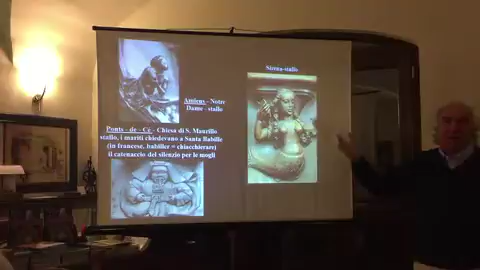 Sirena-stallo
Amiens - Notre
Dame - stallo
Ponts - de - Cé - Chiesa di S. Maurilio
stallo, i mariti chiedevano a Santa Babille
(in francese, babiller = chiacchierare)
il catenaccio del silenzio per le mogli